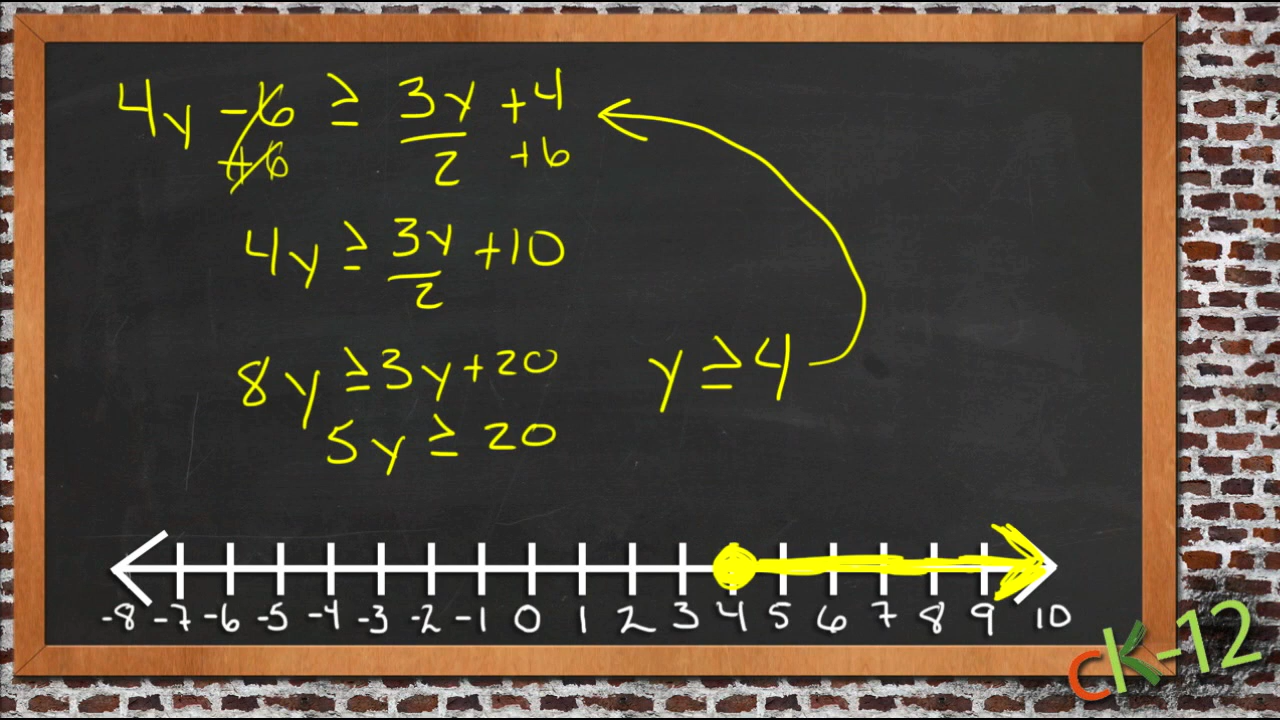 4y -6 ≥ 3y/2 +4
+6 +6
4y ≥ 3y/2 +10
8y ≥ 3y+20
y ≥ 4
5y ≥ 20
-8 -7 -6 -5 -4 -3 -2 -1 0 1 2 3 4 5 6 7 8 9 10
CK-12